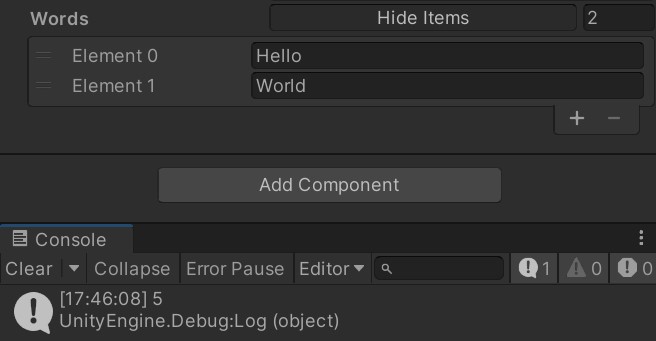 Words Hide Items 2
Element 0 Hello
Element 1 World
+ −
Add Component
Console
Clear Collapse Error Pause Editor 1 0 0
[17:46:08] 5
UnityEngine.Debug:Log (object)